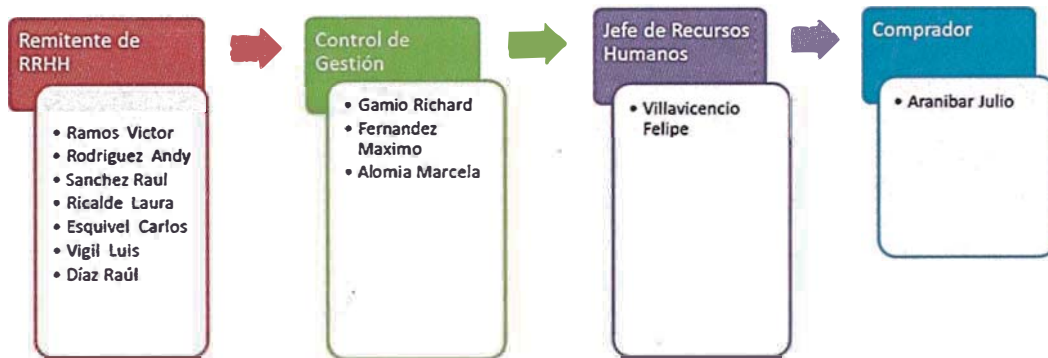 Remitente de
RRHH
• Ramos Victor
• Rodriguez Andy
• Sanchez Raul
• Ricalde Laura
• Esquivel Carlos
• Vigil Luis
• Díaz Raúl
Control de
Gestión
• Gamio Richard
• Fernandez
Maximo
• Alomia Marcela
Jefe de Recursos
Humanos
• Villavicencio
Felipe
Comprador
• Aranibar Julio